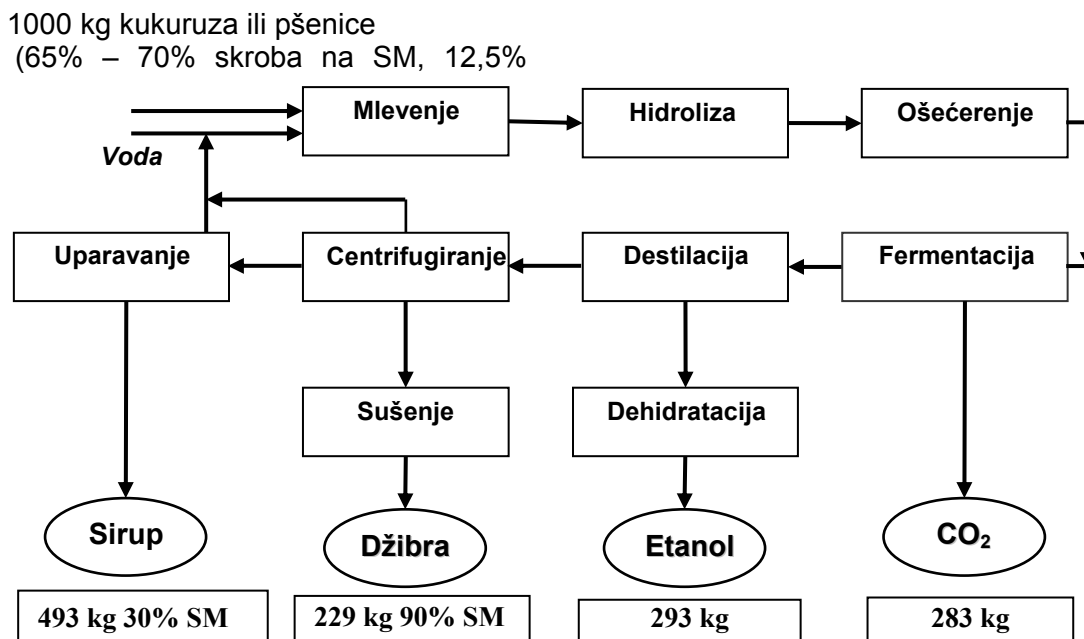 1000 kg kukuruza ili pšenice
(65% – 70% skroba na SM, 12,5%
Mlevenje
Hidroliza
Ošećerenje
Voda
Uparavanje
Centrifugiranje
Destilacija
Fermentacija
Sušenje
Dehidratacija
Sirup
Džibra
Etanol
CO₂
493 kg 30% SM
229 kg 90% SM
293 kg
283 kg